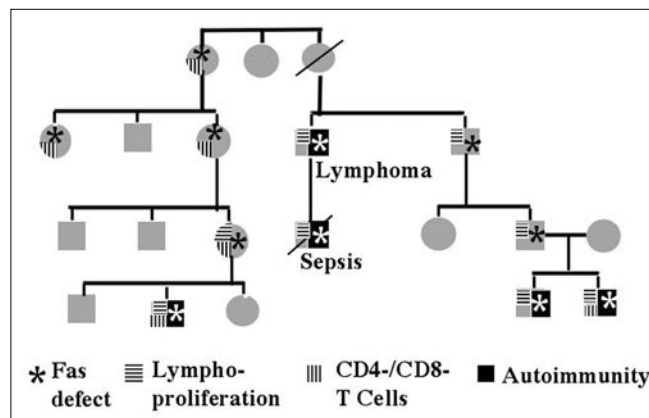 Lymphoma
Sepsis
* Fas defect
Lympho-proliferation
CD4-/CD8- T Cells
Autoimmunity